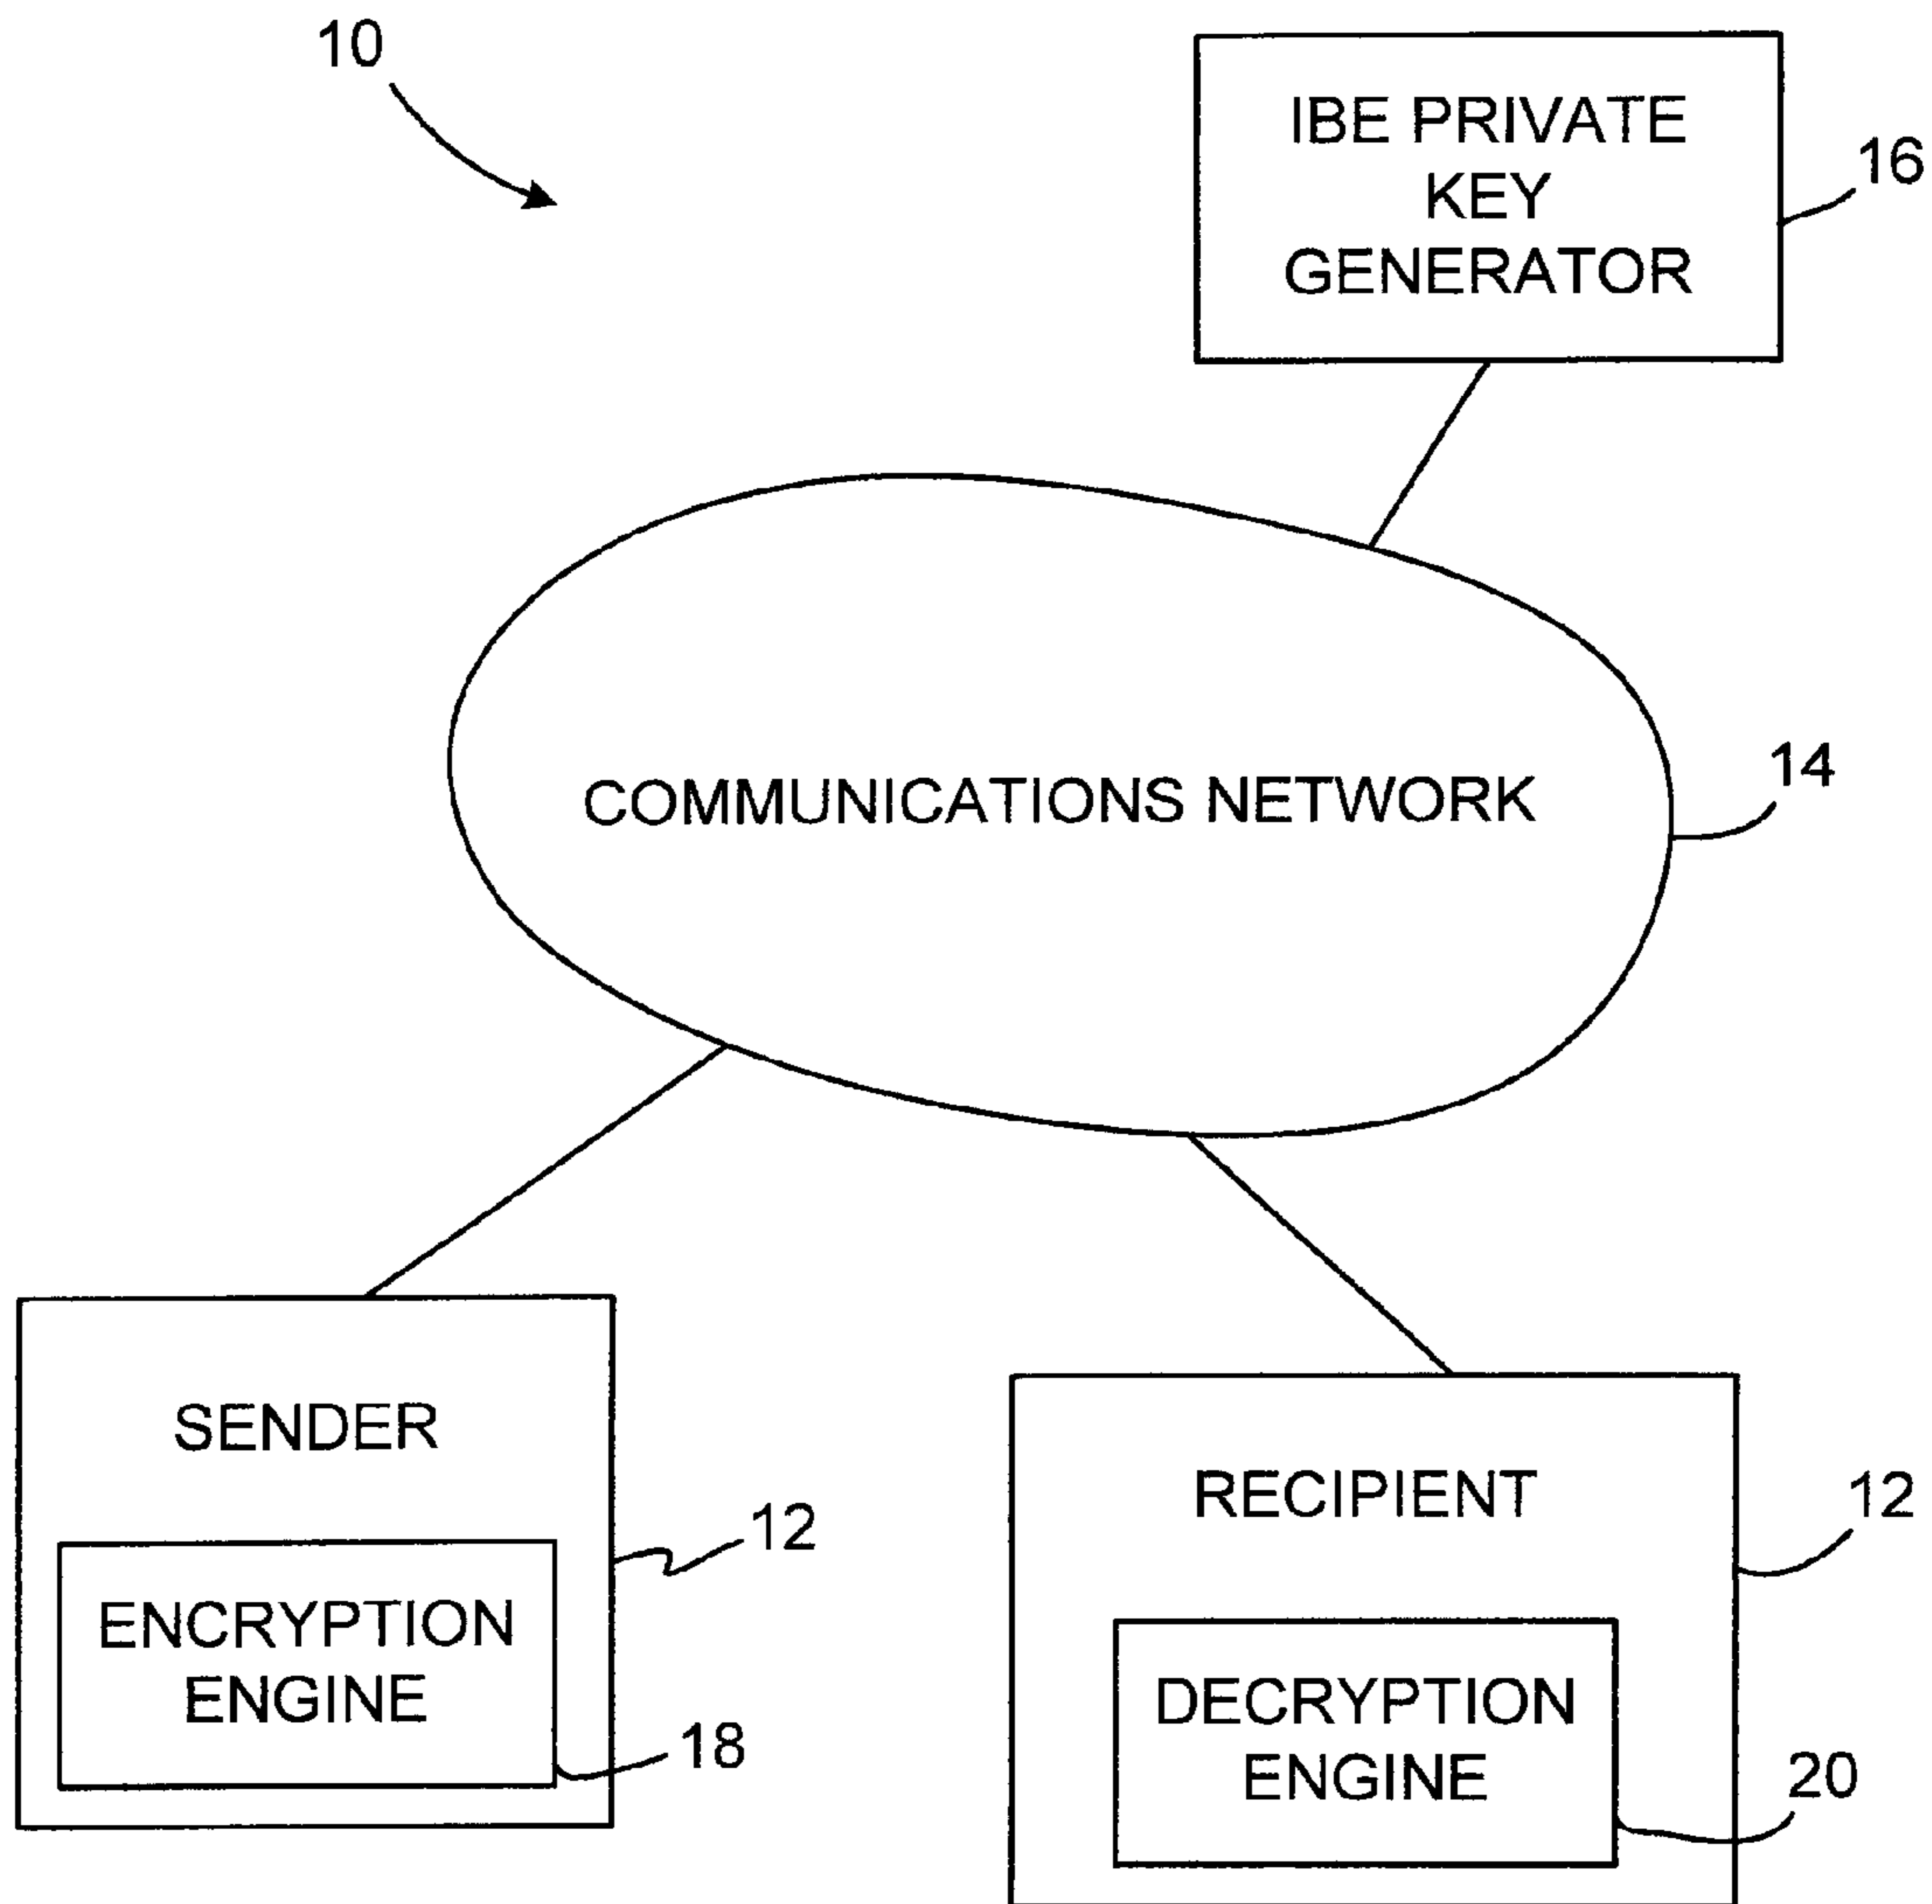 10
IBE PRIVATE
KEY
GENERATOR
16
COMMUNICATIONS NETWORK
14
SENDER
12
ENCRYPTION
ENGINE
18
RECIPIENT
12
DECRYPTION
ENGINE
20